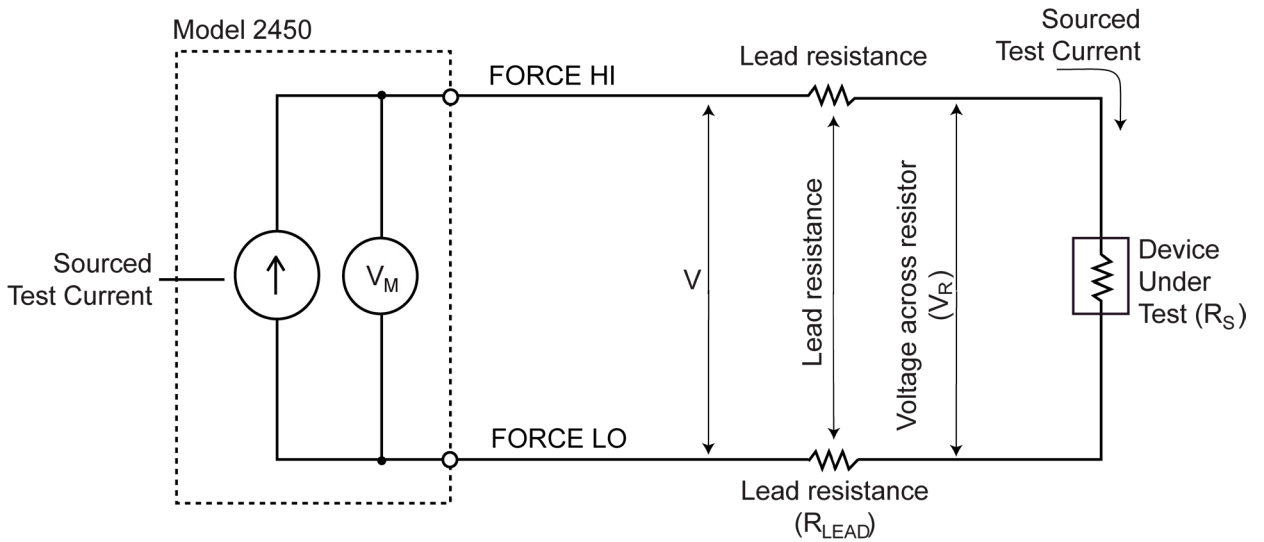 Model 2450
Sourced
Test Current
Lead resistance
FORCE HI
Sourced
Test Current
V_M
V
Lead resistance
Voltage across resistor
(V_R)
Device
Under
Test (R_S)
FORCE LO
Lead resistance
(R_LEAD)